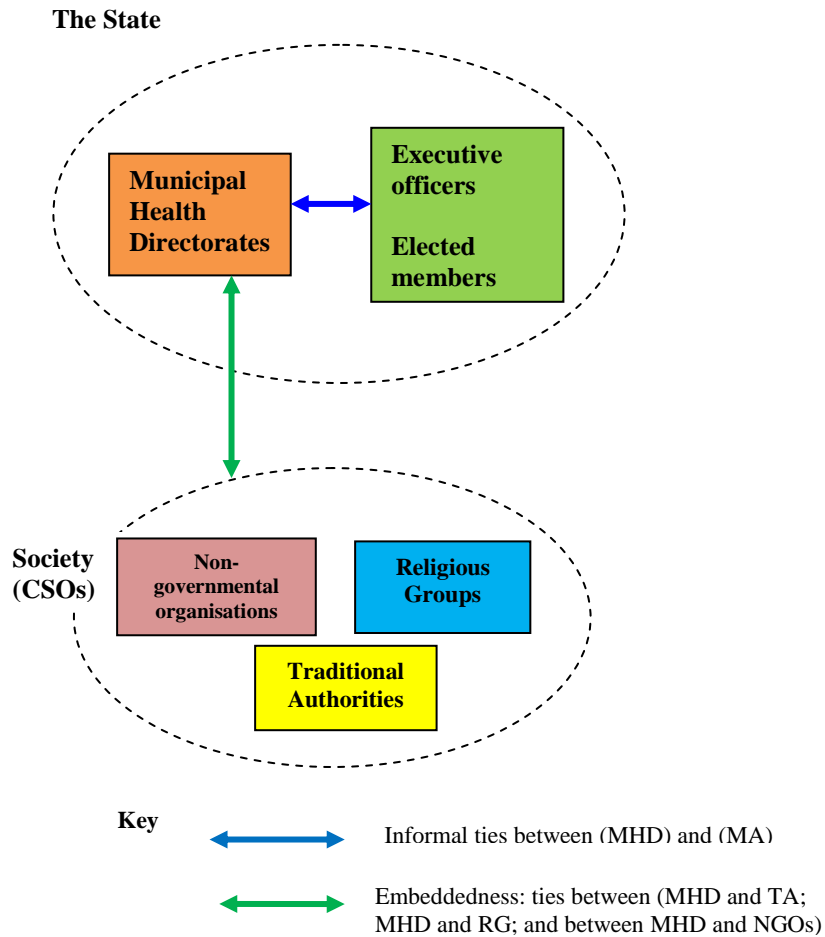 The State
Municipal
Health
Directorates
Executive
officers
Elected
members
Society
(CSOs)
Non-
governmental
organisations
Religious
Groups
Traditional
Authorities
Key
Informal ties between (MHD) and (MA)
Embeddedness: ties between (MHD and TA;
MHD and RG; and between MHD and NGOs)